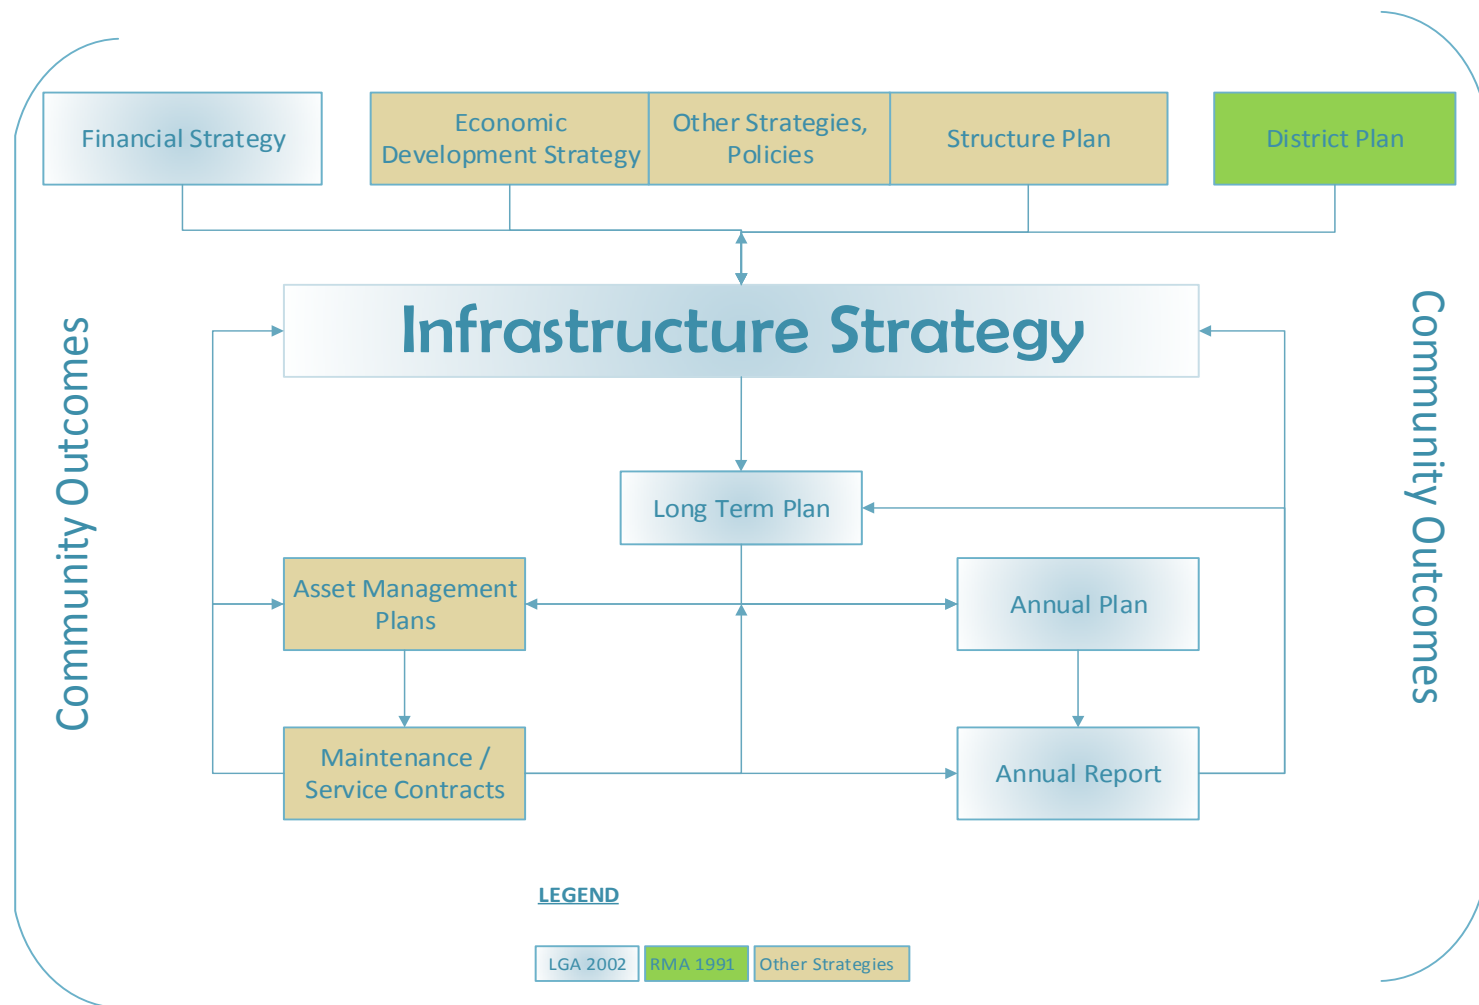 Financial Strategy
Economic
Development Strategy
Other Strategies,
Policies
Structure Plan
District Plan
Infrastructure Strategy
Community Outcomes
Community Outcomes
Long Term Plan
Asset Management
Plans
Annual Plan
Maintenance /
Service Contracts
Annual Report
LEGEND
LGA 2002
RMA 1991
Other Strategies